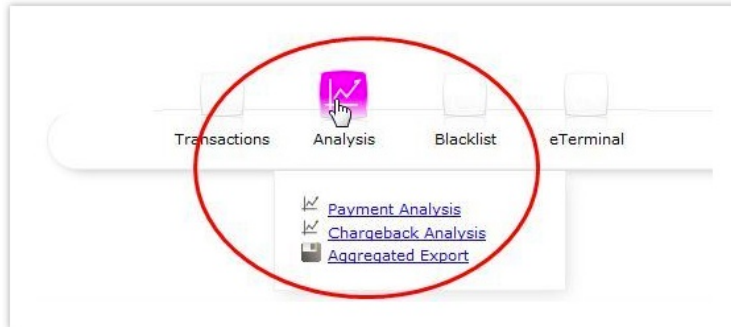 Transactions Analysis Blacklist eTerminal
Payment Analysis
Chargeback Analysis
Aggregated Export